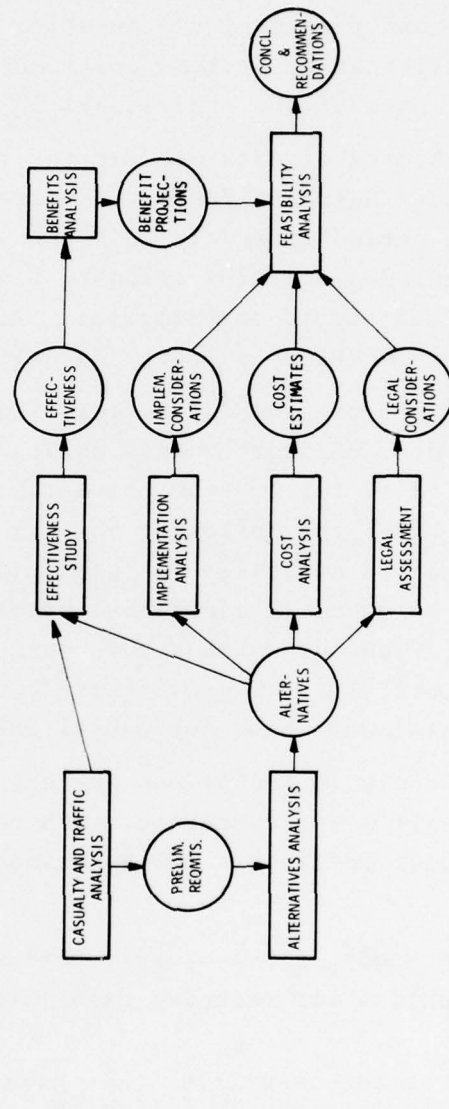 CASUALTY AND TRAFFIC
ANALYSIS
PRELIM.
REQMTS.
ALTERNATIVES ANALYSIS
ALTER-
NATIVES
EFFECTIVENESS
STUDY
IMPLEMENTATION
ANALYSIS
COST
ANALYSIS
LEGAL
ASSESSMENT
EFFEC-
TIVENESS
IMPLEM.
CONSIDER-
ATIONS
COST
ESTIMATES
LEGAL
CONSIDER-
ATIONS
BENEFITS
ANALYSIS
BENEFIT
PROJEC-
TIONS
FEASIBILITY
ANALYSIS
CONCL.
&
RECOMMEN-
DATIONS